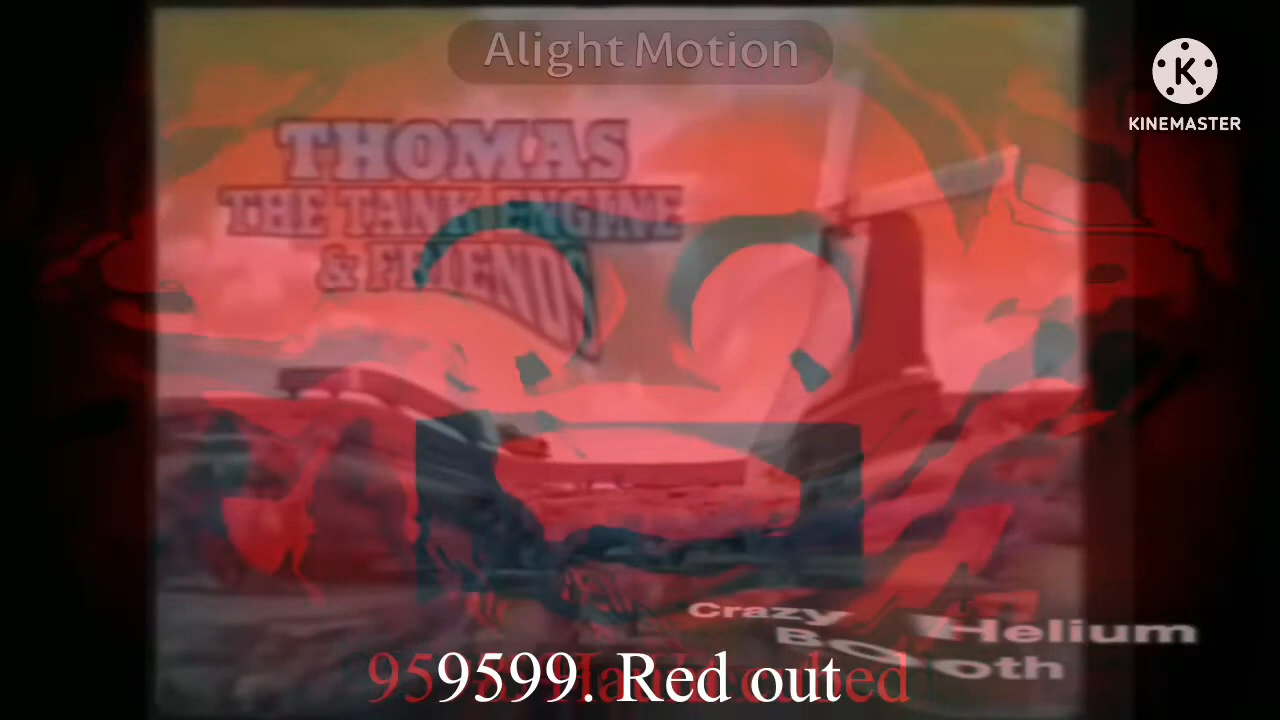 Alight Motion
KINEMASTER
THOMAS
THE TANK ENGINE
& FRIENDS
Crazy Helium
Booth
9599. Red out